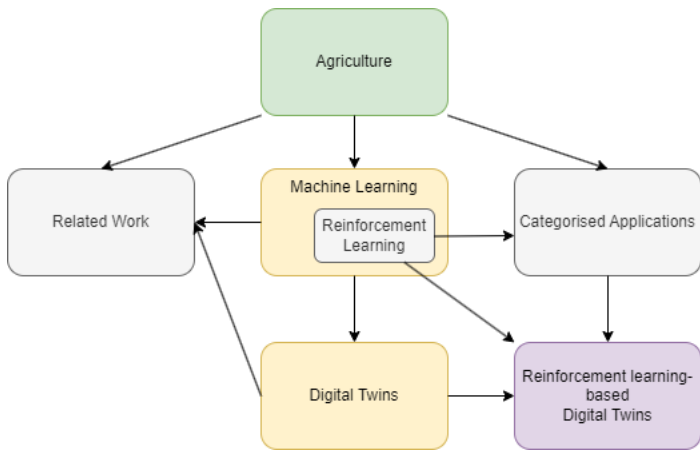 Agriculture
Related Work
Machine Learning
Reinforcement
Learning
Categorised Applications
Digital Twins
Reinforcement learning-
based
Digital Twins